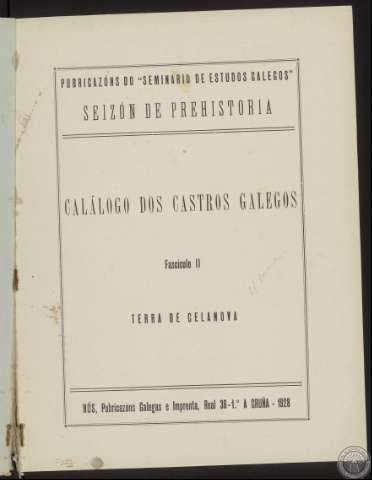 PUBRICAZÓNS DO "SEMINARIO DE ESTUDOS GALEGOS"
SEIZÓN DE PREHISTORIA
CALÁLOGO DOS CASTROS GALEGOS
Fascículo II
TERRA DE CELANOVA
NÓS, Pubricazóns Galegas e Imprenta, Real 36-1.° A CRUÑA - 1928